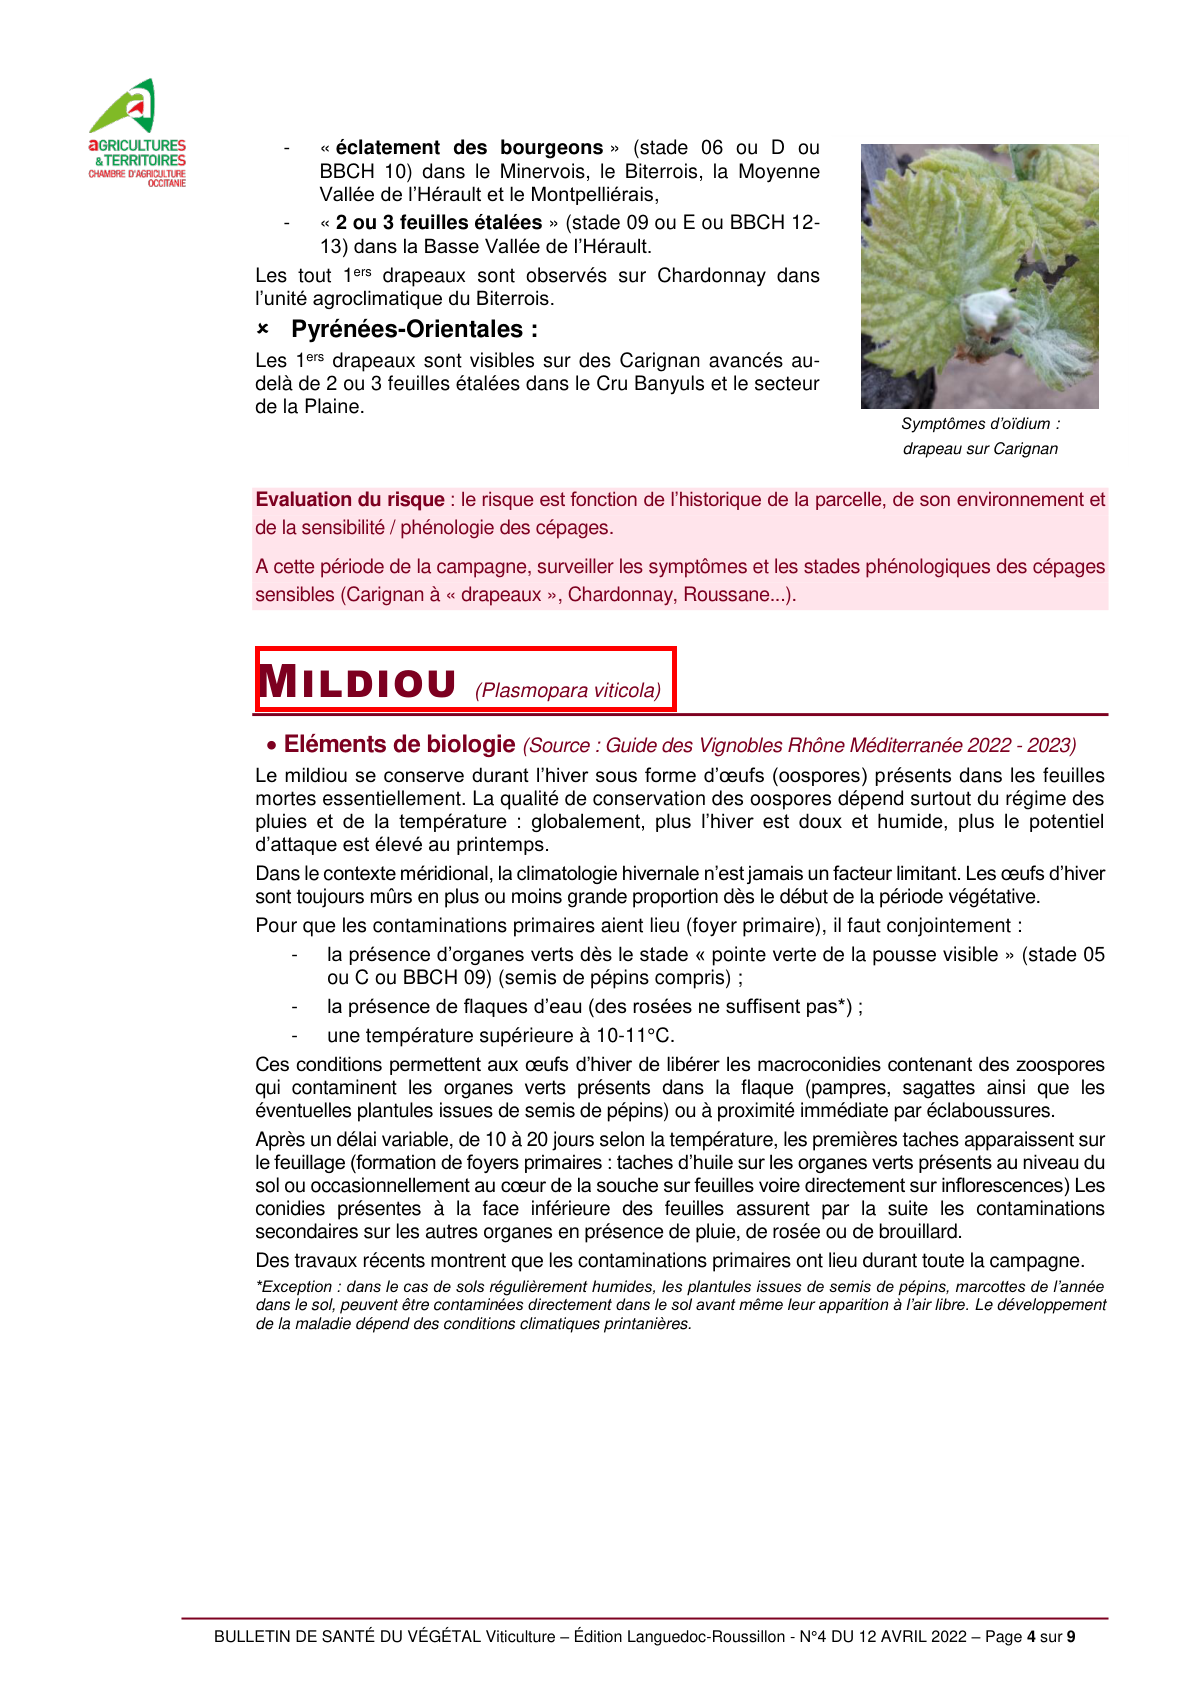 agricultures
& territoires
chambre d'agriculture
occitanie
- « éclatement des bourgeons » (stade 06 ou D ou
BBCH 10) dans le Minervois, le Biterrois, la Moyenne
Vallée de l'Hérault et le Montpelliérais,
- « 2 ou 3 feuilles étalées » (stade 09 ou E ou BBCH 12-
13) dans la Basse Vallée de l'Hérault.
Les tout 1ers drapeaux sont observés sur Chardonnay dans
l'unité agroclimatique du Biterrois.
× Pyrénées-Orientales :
Les 1ers drapeaux sont visibles sur des Carignan avancés au-
delà de 2 ou 3 feuilles étalées dans le Cru Banyuls et le secteur
de la Plaine.
Symptômes d'oïdium :
drapeau sur Carignan
Evaluation du risque : le risque est fonction de l'historique de la parcelle, de son environnement et
de la sensibilité / phénologie des cépages.
A cette période de la campagne, surveiller les symptômes et les stades phénologiques des cépages
sensibles (Carignan à « drapeaux », Chardonnay, Roussane...).
MILDIOU (Plasmopara viticola)
• Eléments de biologie (Source : Guide des Vignobles Rhône Méditerranée 2022 - 2023)
Le mildiou se conserve durant l'hiver sous forme d'œufs (oospores) présents dans les feuilles
mortes essentiellement. La qualité de conservation des oospores dépend surtout du régime des
pluies et de la température : globalement, plus l'hiver est doux et humide, plus le potentiel
d'attaque est élevé au printemps.
Dans le contexte méridional, la climatologie hivernale n'est jamais un facteur limitant. Les œufs d'hiver
sont toujours mûrs en plus ou moins grande proportion dès le début de la période végétative.
Pour que les contaminations primaires aient lieu (foyer primaire), il faut conjointement :
- la présence d'organes verts dès le stade « pointe verte de la pousse visible » (stade 05
ou C ou BBCH 09) (semis de pépins compris) ;
- la présence de flaques d'eau (des rosées ne suffisent pas*) ;
- une température supérieure à 10-11°C.
Ces conditions permettent aux œufs d'hiver de libérer les macroconidies contenant des zoospores
qui contaminent les organes verts présents dans la flaque (pampres, sagattes ainsi que les
éventuelles plantules issues de semis de pépins) ou à proximité immédiate par éclaboussures.
Après un délai variable, de 10 à 20 jours selon la température, les premières taches apparaissent sur
le feuillage (formation de foyers primaires : taches d'huile sur les organes verts présents au niveau du
sol ou occasionnellement au cœur de la souche sur feuilles voire directement sur inflorescences) Les
conidies présentes à la face inférieure des feuilles assurent par la suite les contaminations
secondaires sur les autres organes en présence de pluie, de rosée ou de brouillard.
Des travaux récents montrent que les contaminations primaires ont lieu durant toute la campagne.
*Exception : dans le cas de sols régulièrement humides, les plantules issues de semis de pépins, marcottes de l'année
dans le sol, peuvent être contaminées directement dans le sol avant même leur apparition à l'air libre. Le développement
de la maladie dépend des conditions climatiques printanières.
BULLETIN DE SANTÉ DU VÉGÉTAL Viticulture – Édition Languedoc-Roussillon - N°4 DU 12 AVRIL 2022 – Page 4 sur 9